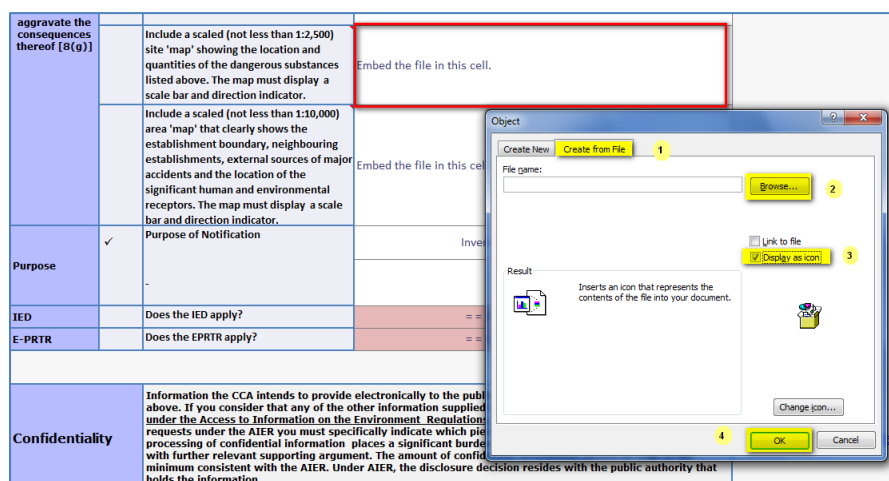 aggravate the
consequences
thereof [8(g)]
Include a scaled (not less than 1:2,500)
site 'map' showing the location and
quantities of the dangerous substances
listed above. The map must display a
scale bar and direction indicator.
Embed the file in this cell.
Include a scaled (not less than 1:10,000)
area 'map' that clearly shows the
establishment boundary, neighbouring
establishments, external sources of major
accidents and the location of the
significant human and environmental
receptors. The map must display a scale
bar and direction indicator.
Embed the file in this cel
Purpose
✓
Purpose of Notification
-
Inve
IED
Does the IED apply?
= =
E-PRTR
Does the EPRTR apply?
= =
Confidentiality
Information the CCA intends to provide electronically to the publ
above. If you consider that any of the other information supplied
under the Access to Information on the Environment Regulations
requests under the AIER you must specifically indicate which pie
processing of confidential information places a significant burde
with further relevant supporting argument. The amount of confid
minimum consistent with the AIER. Under AIER, the disclosure decision resides with the public authority that
holds the information.
Object
Create New
Create from File
1
File name:
Browse...
2
Link to file
Display as icon
3
Result
Inserts an icon that represents the
contents of the file into your document.
Change icon...
4
OK
Cancel